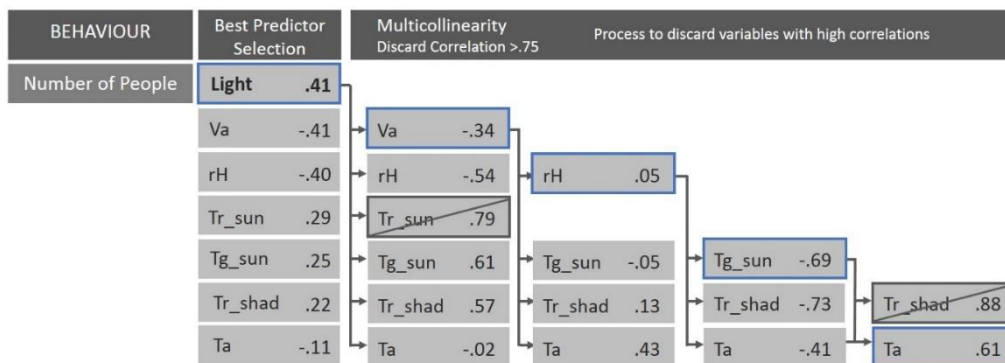 BEHAVIOUR
Best Predictor
Selection
Multicollinearity
Discard Correlation >.75
Process to discard variables with high correlations
Number of People
Light .41
Va -.41
Va -.34
rH -.40
rH -.54
rH .05
Tr_sun .29
Tr_sun .79
Tg_sun .25
Tg_sun .61
Tg_sun -.05
Tg_sun -.69
Tr_shad .22
Tr_shad .57
Tr_shad .13
Tr_shad -.73
Tr_shad .88
Ta -.11
Ta -.02
Ta .43
Ta -.41
Ta .61